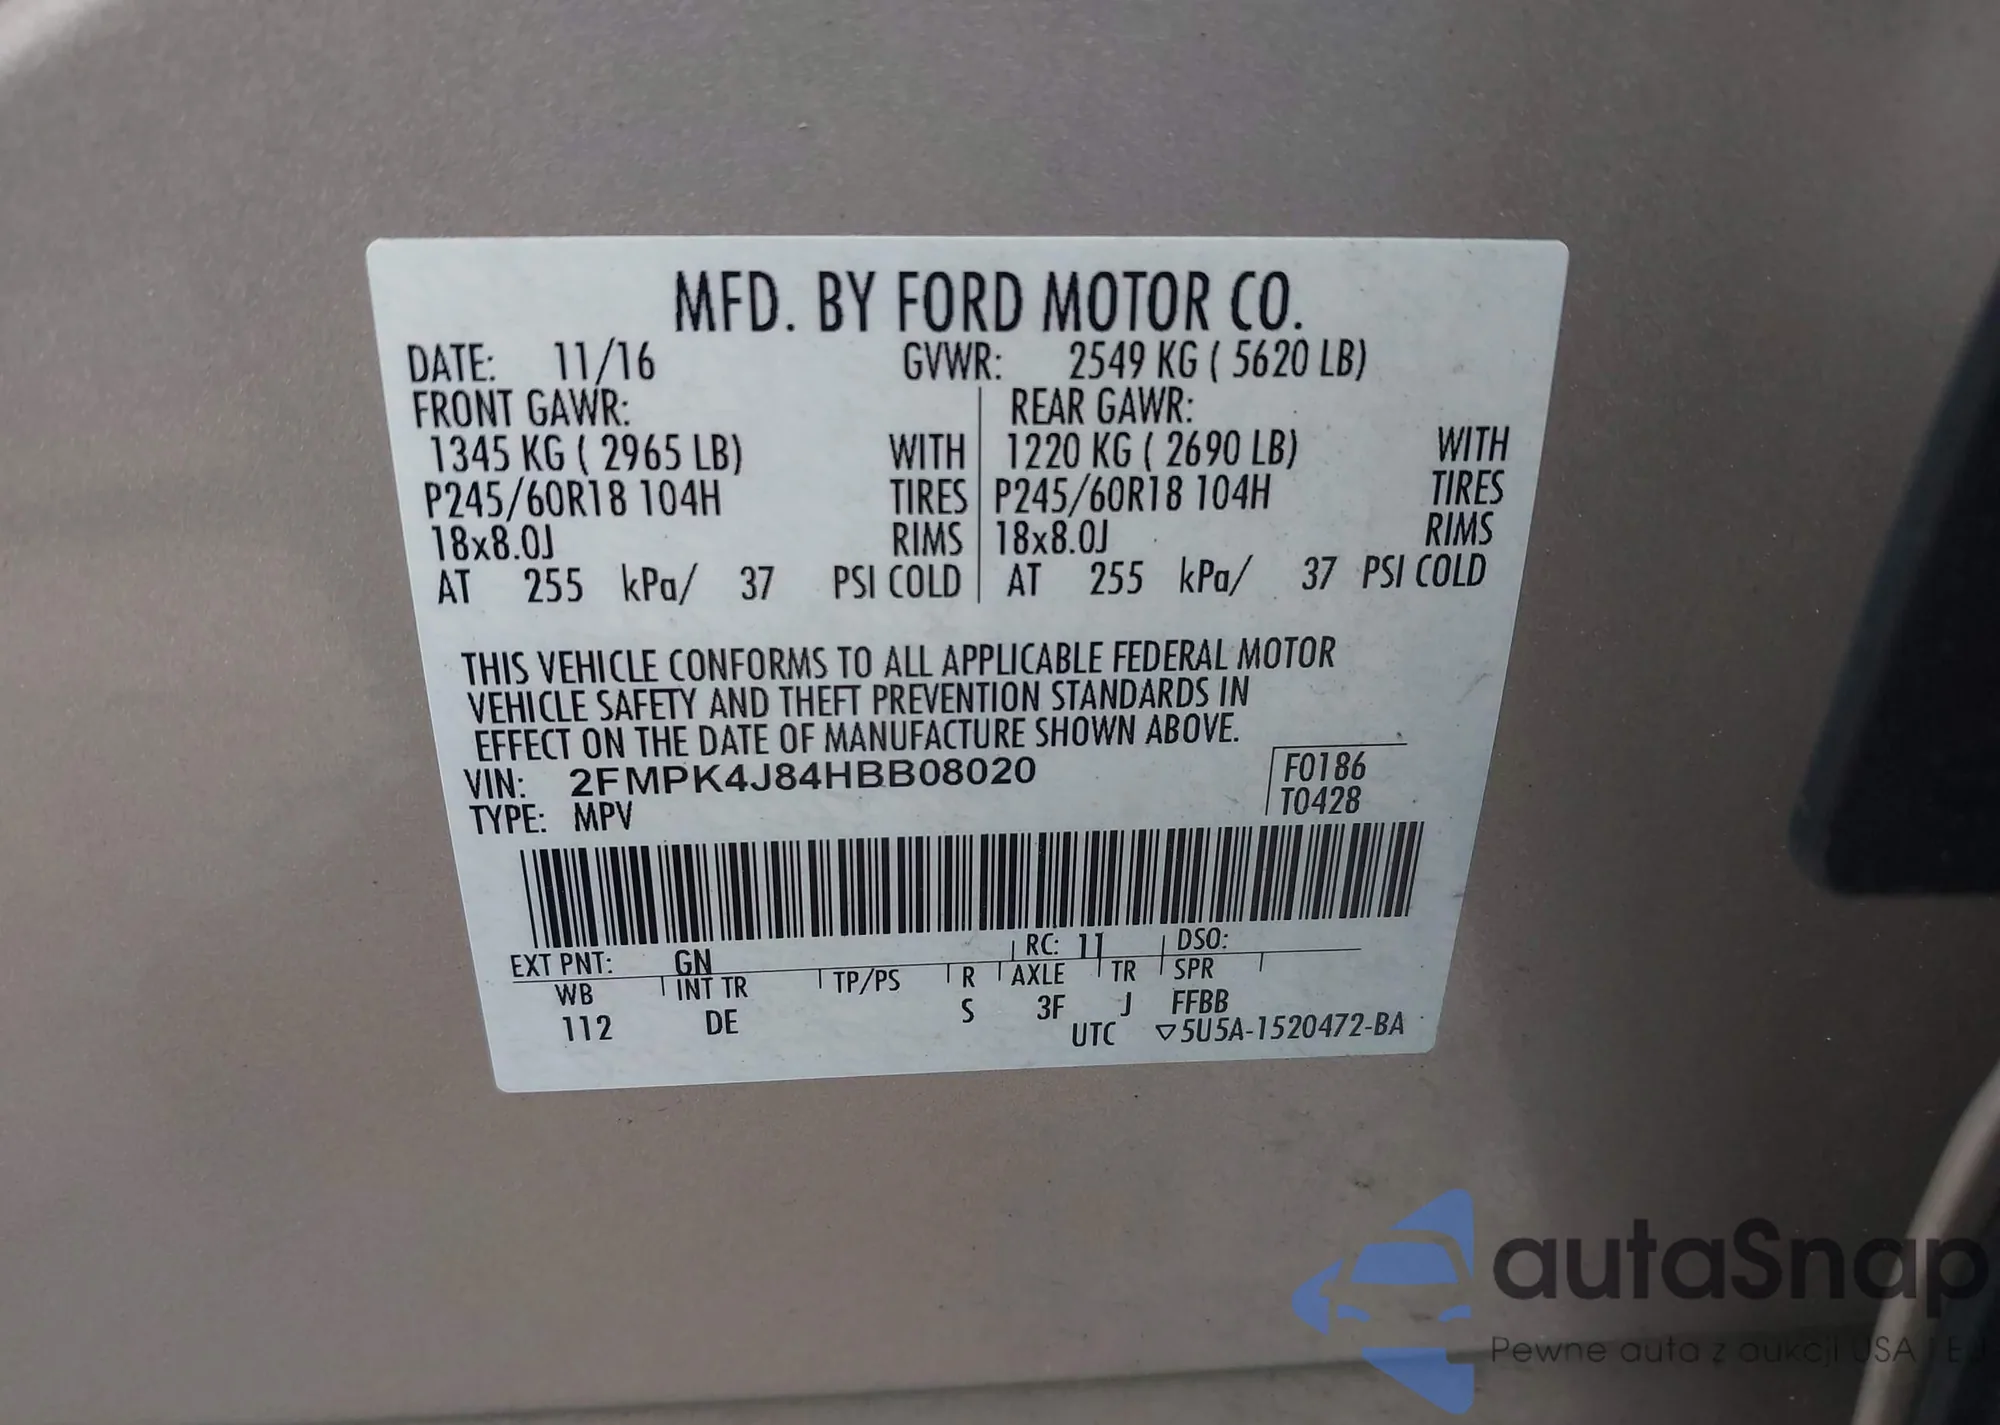 MFD. BY FORD MOTOR CO.
DATE: 11/16 GVWR: 2549 KG ( 5620 LB)
FRONT GAWR: REAR GAWR:
1345 KG ( 2965 LB) WITH 1220 KG ( 2690 LB) WITH
P245/60R18 104H TIRES P245/60R18 104H TIRES
18x8.0J RIMS 18x8.0J RIMS
AT 255 kPa/ 37 PSI COLD AT 255 kPa/ 37 PSI COLD
THIS VEHICLE CONFORMS TO ALL APPLICABLE FEDERAL MOTOR
VEHICLE SAFETY AND THEFT PREVENTION STANDARDS IN
EFFECT ON THE DATE OF MANUFACTURE SHOWN ABOVE.
VIN: 2FMPK4J84HBB08020 F0186
TYPE: MPV T0428
EXT PNT: GN RC: 11 DSO:
WB INT TR TP/PS R AXLE TR SPR
112 DE S 3F J FFBB
UTC ▽5U5A-1520472-BA
autaSnap
Pewne auta z aukcji USA i EU